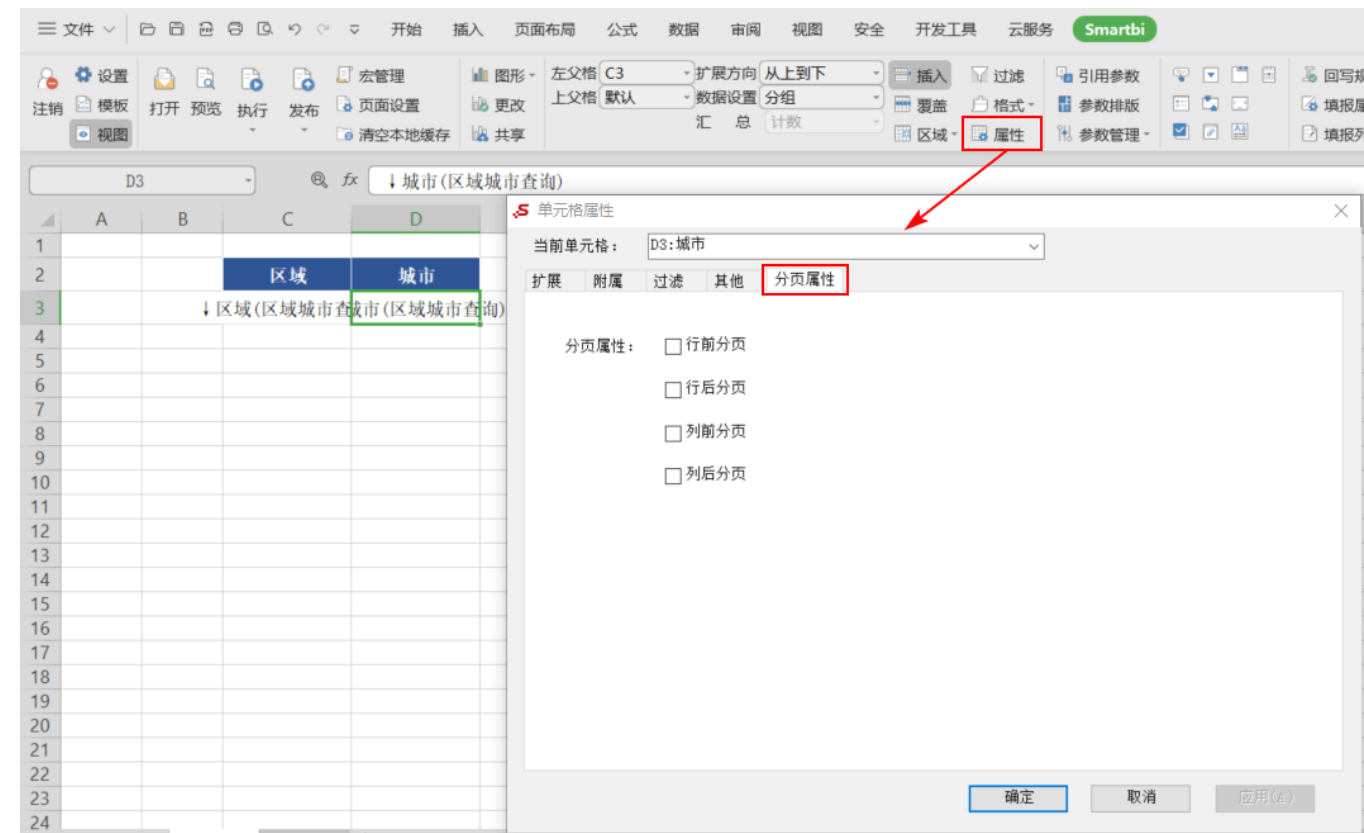 文件 开始 插入 页面布局 公式 数据 审阅 视图 安全 开发工具 云服务 Smartbi
设置 宏管理 图形 左父格 C3 扩展方向 从上到下 插入 过滤 引用参数
注销 模板 打开 预览 执行 发布 页面设置 更改 上父格 默认 数据设置 分组 覆盖 格式 参数排版
视图 清空本地缓存 共享 汇 总 计数 区域 属性 参数管理
D3 fx ↓城市(区域城市查询)
A B C D
S 单元格属性
当前单元格: D3:城市
扩展 附属 过滤 其他 分页属性
1
2 区域 城市
3 ↓区域(区域城市查 城市(区域城市查询)
4
5
6
7
8
9
10
11
12
13
14
15
16
17
18
19
20
21
22
23
24
分页属性: 行前分页
行后分页
列前分页
列后分页
确定 取消 应用(A)